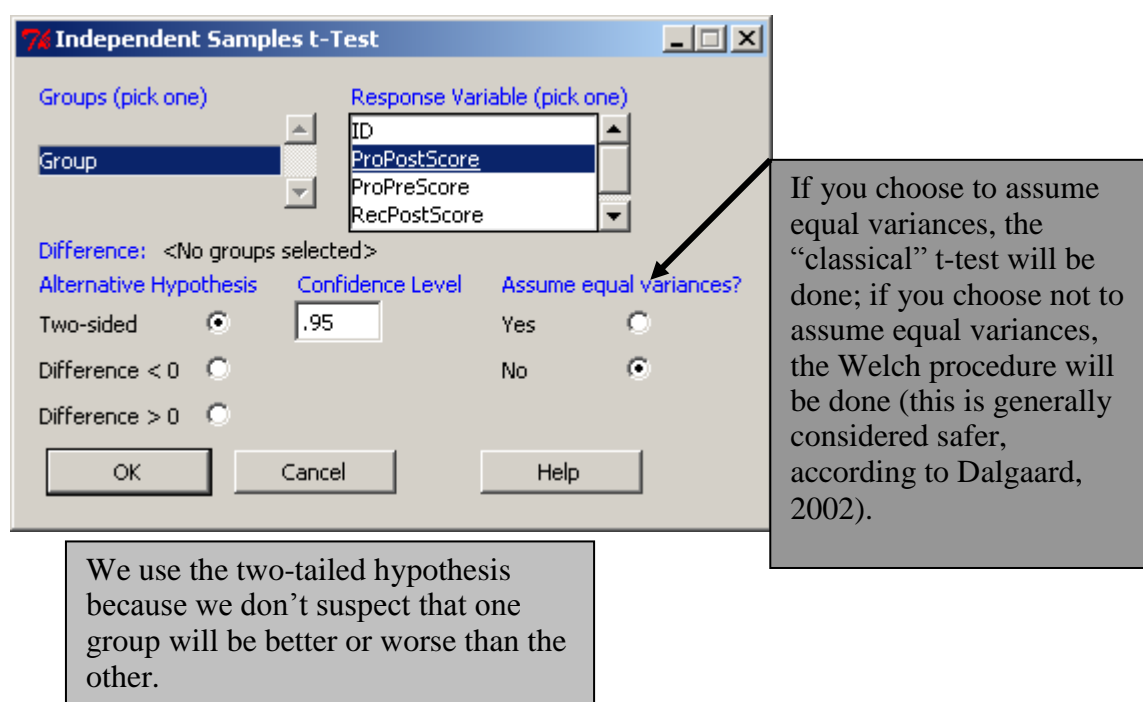 Independent Samples t-Test
Groups (pick one)
Response Variable (pick one)
Group
ID
ProPostScore
ProPreScore
RecPostScore
Difference: <No groups selected>
Alternative Hypothesis
Confidence Level
Assume equal variances?
Two-sided
.95
Yes
Difference < 0
No
Difference > 0
OK
Cancel
Help
If you choose to assume
equal variances, the
“classical” t-test will be
done; if you choose not to
assume equal variances,
the Welch procedure will
be done (this is generally
considered safer,
according to Dalgaard,
2002).
We use the two-tailed hypothesis
because we don’t suspect that one
group will be better or worse than the
other.